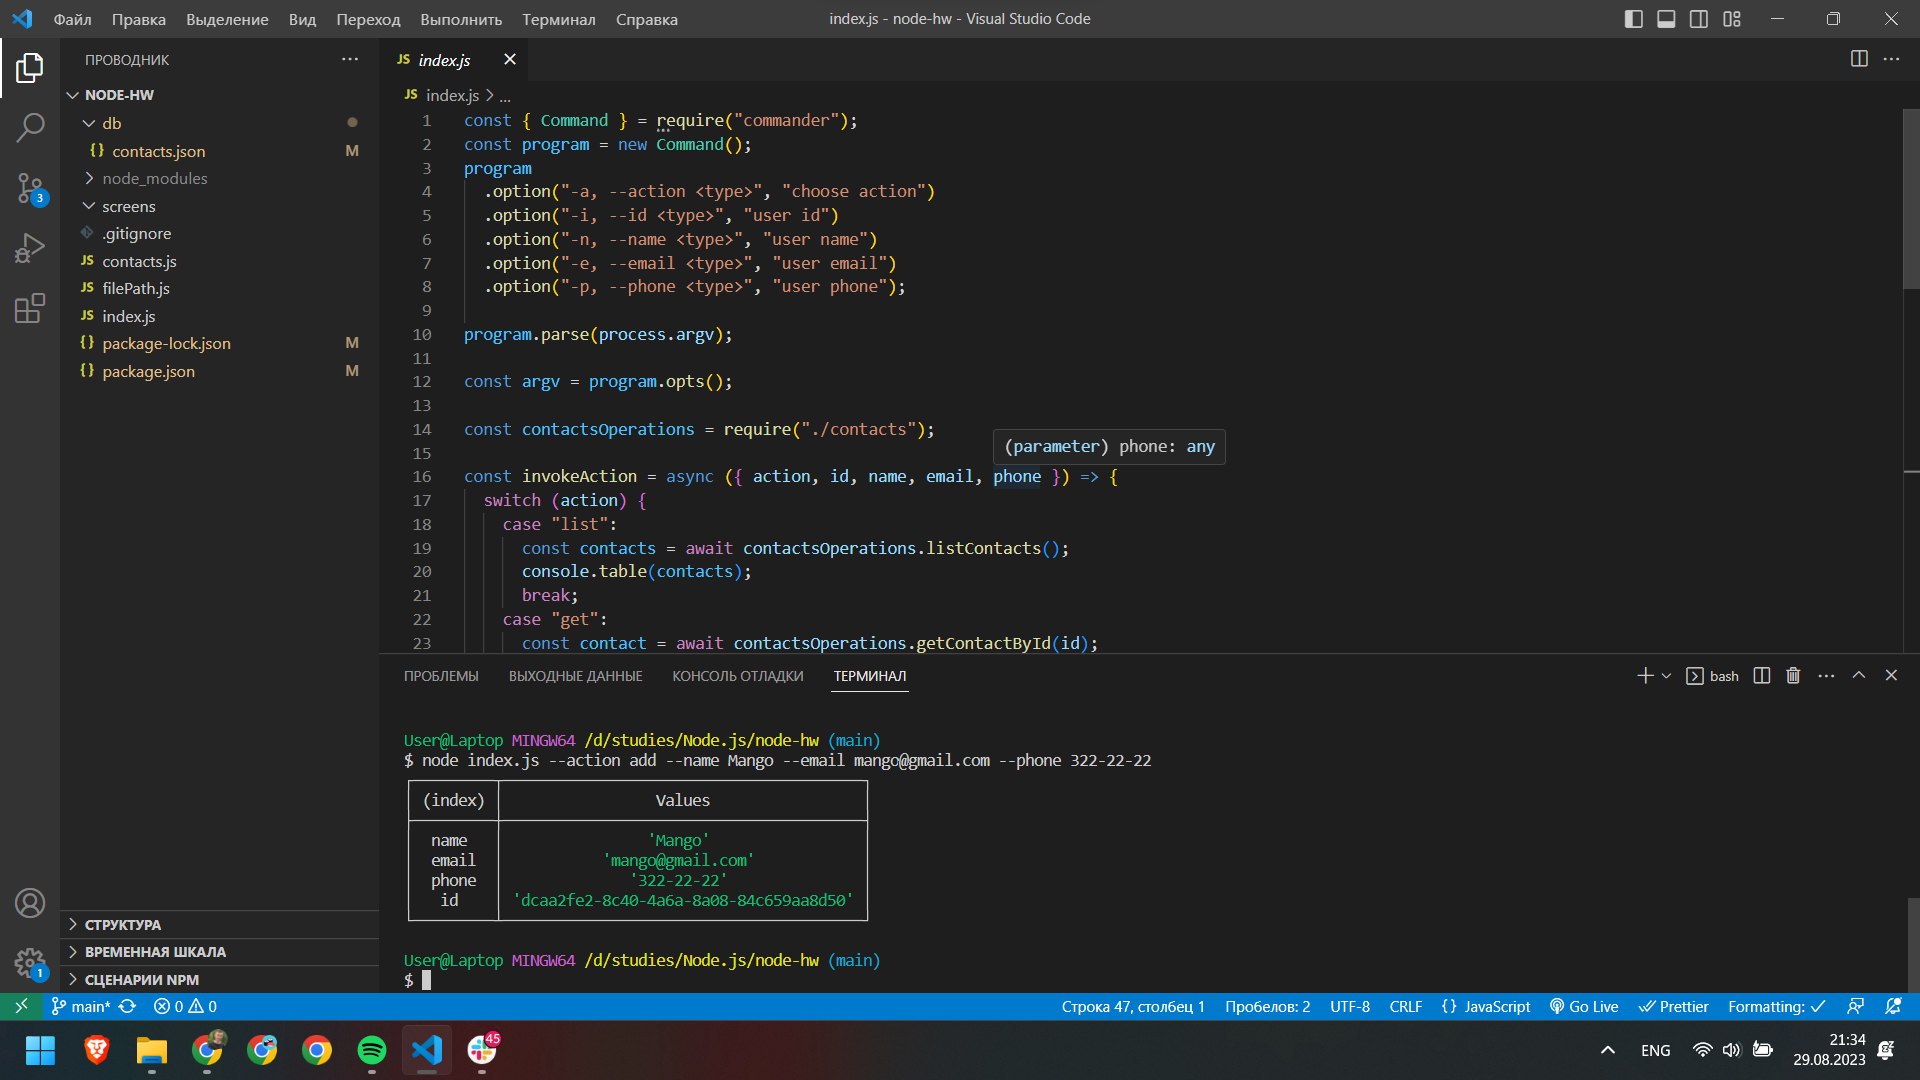 Файл Правка Выделение Вид Переход Выполнить Терминал Справка
index.js - node-hw - Visual Studio Code
ПРОВОДНИК
NODE-HW
db
contacts.json M
node_modules
screens
.gitignore
JS contacts.js
JS filePath.js
JS index.js
{} package-lock.json M
{} package.json M
СТРУКТУРА
ВРЕМЕННАЯ ШКАЛА
СЦЕНАРИИ NPM
3
1
JS index.js
JS index.js > ...
1 const { Command } = require("commander");
2 const program = new Command();
3 program
4 .option("-a, --action <type>", "choose action")
5 .option("-i, --id <type>", "user id")
6 .option("-n, --name <type>", "user name")
7 .option("-e, --email <type>", "user email")
8 .option("-p, --phone <type>", "user phone");
9
10 program.parse(process.argv);
11
12 const argv = program.opts();
13
14 const contactsOperations = require("./contacts");
15
(parameter) phone: any
16 const invokeAction = async ({ action, id, name, email, phone }) => {
17 switch (action) {
18 case "list":
19 const contacts = await contactsOperations.listContacts();
20 console.table(contacts);
21 break;
22 case "get":
23 const contact = await contactsOperations.getContactById(id);
ПРОБЛЕМЫ ВЫХОДНЫЕ ДАННЫЕ КОНСОЛЬ ОТЛАДКИ ТЕРМИНАЛ
bash
User@Laptop MINGW64 /d/studies/Node.js/node-hw (main)
$ node index.js --action add --name Mango --email mango@gmail.com --phone 322-22-22
(index) Values
name 'Mango'
email 'mango@gmail.com'
phone '322-22-22'
id 'dcaa2fe2-8c40-4a6a-8a08-84c659aa8d50'
User@Laptop MINGW64 /d/studies/Node.js/node-hw (main)
$
main* 0 0
Строка 47, столбец 1 Пробелов: 2 UTF-8 CRLF {} JavaScript Go Live Prettier Formatting: ✓
45
ENG
21:34
29.08.2023